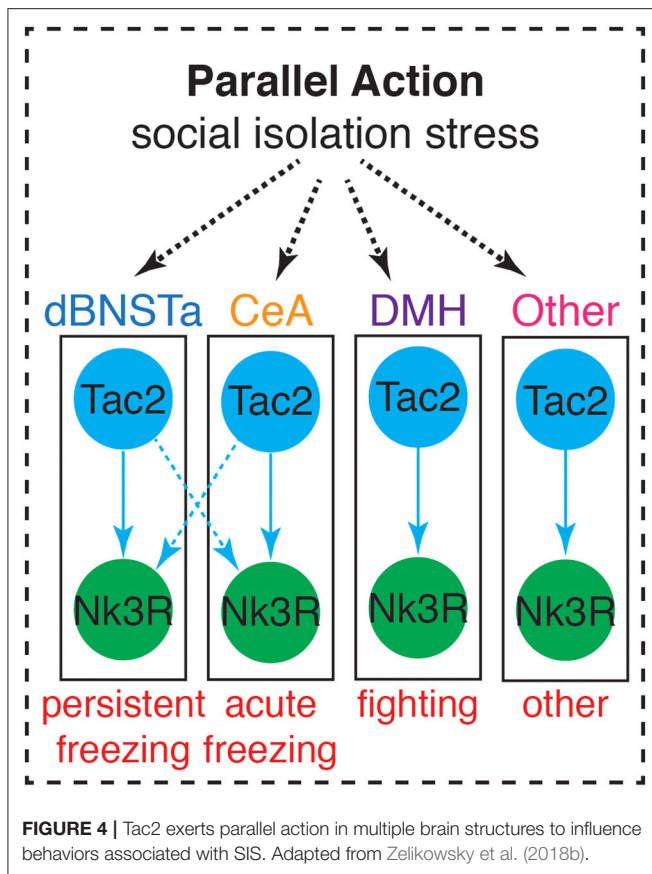 Parallel Action
social isolation stress
dBNSTa CeA DMH Other
Tac2 Tac2 Tac2 Tac2
Nk3R Nk3R Nk3R Nk3R
persistent acute fighting other
freezing freezing
FIGURE 4 | Tac2 exerts parallel action in multiple brain structures to influence
behaviors associated with SIS. Adapted from Zelikowsky et al. (2018b).